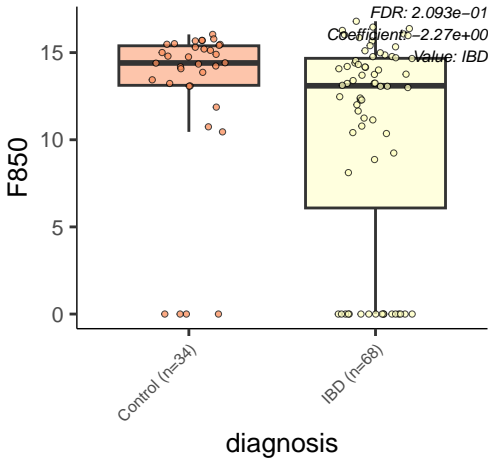 FDR: 2.093e−01
Coefficient: −2.27e+00
Value: IBD
15
10
5
0
F850
Control (n=34)
IBD (n=68)
diagnosis